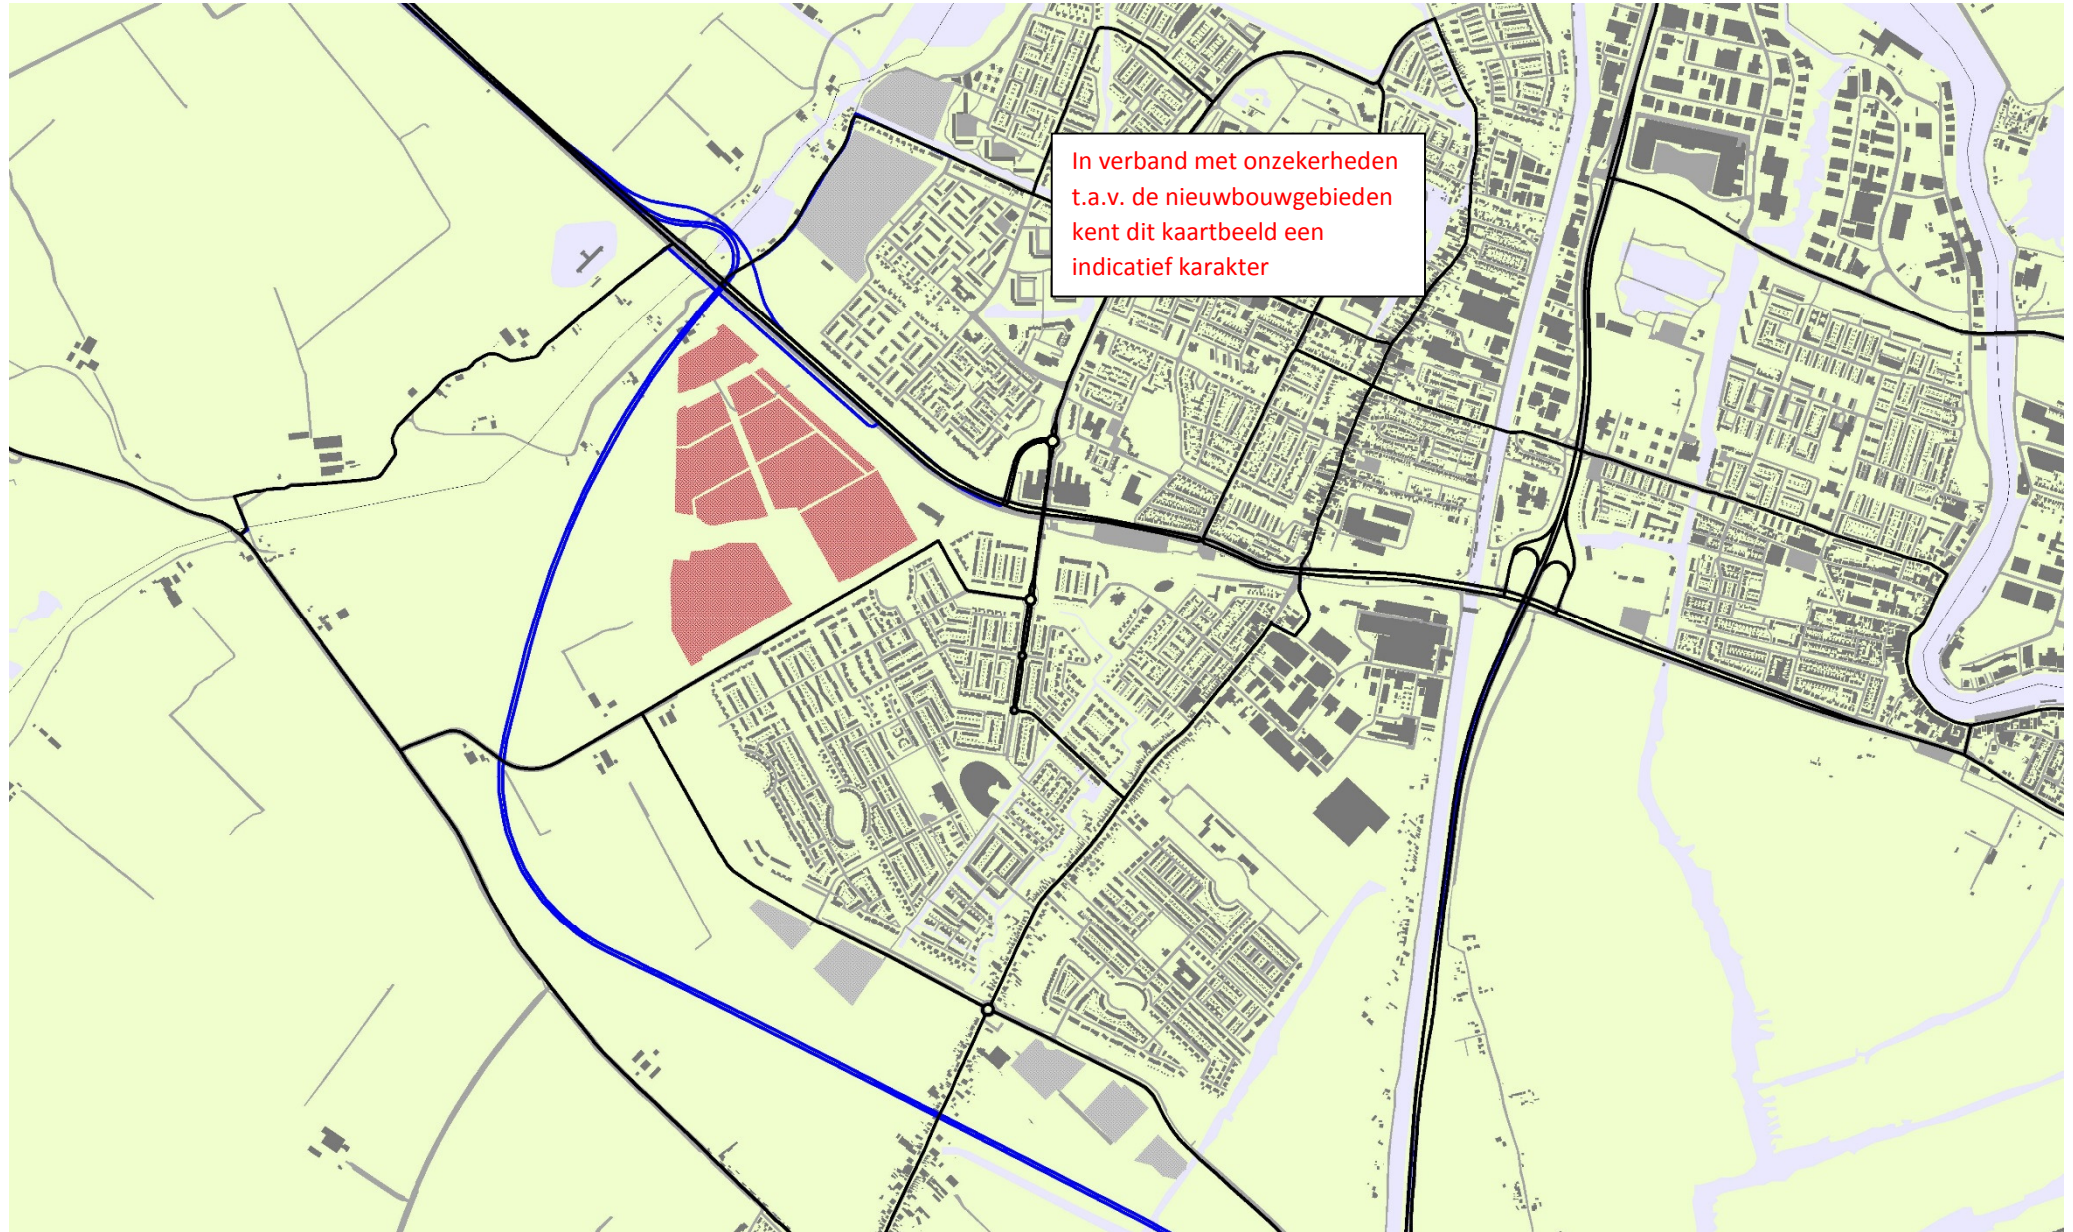 In verband met onzekerheden
t.a.v. de nieuwbouwgebieden
kent dit kaartbeeld een
indicatief karakter